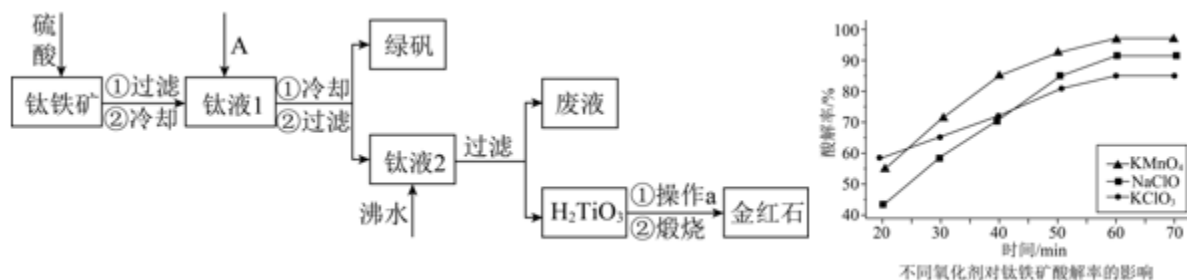 硫酸
A
绿矾
钛铁矿
①过滤
②冷却
钛液1
①冷却
②过滤
钛液2
沸水
过滤
废液
H₂TiO₃
①操作a
②煅烧
金红石
酸解率/%
100
90
80
70
60
50
40
20 30 40 50 60 70
时间/min
KMnO₄
NaClO
KClO₃
不同氧化剂对钛铁矿酸解率的影响